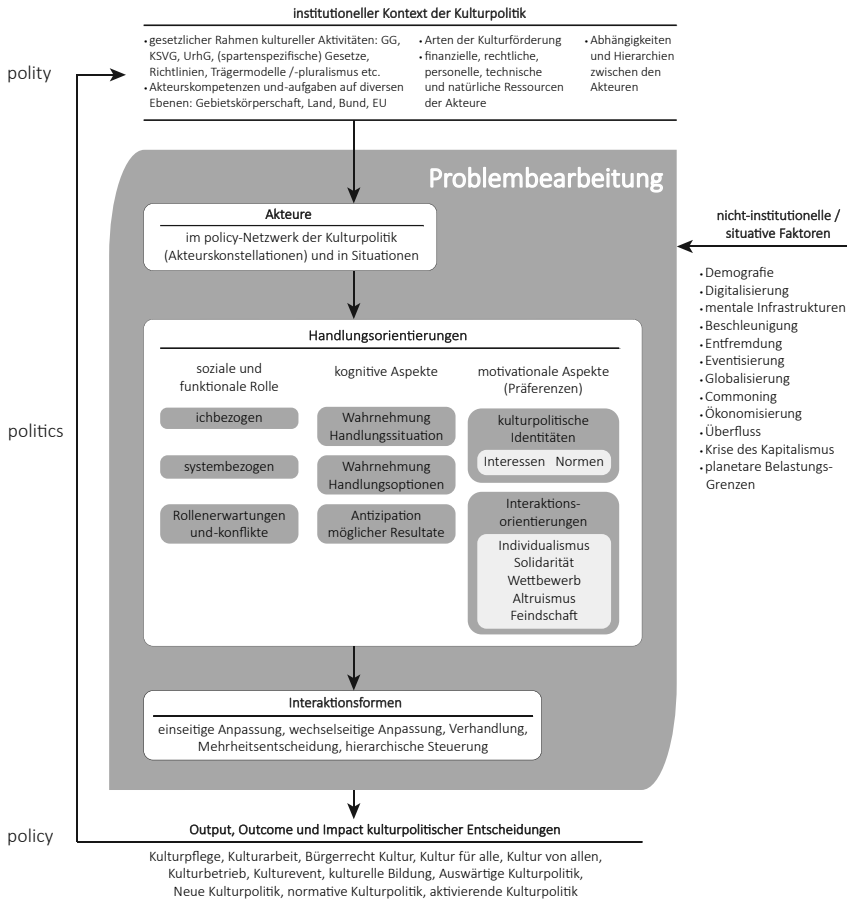 institutioneller Kontext der Kulturpolitik
polity
• gesetzlicher Rahmen kultureller Aktivitäten: GG,
KSVG, UrhG, (spartenspezifische) Gesetze,
Richtlinien, Trägermodelle /-pluralismus etc.
• Akteurskompetenzen und-aufgaben auf diversen
Ebenen: Gebietskörperschaft, Land, Bund, EU
• Arten der Kulturförderung
• finanzielle, rechtliche,
personelle, technische
und natürliche Ressourcen
der Akteure
• Abhängigkeiten
und Hierarchien
zwischen den
Akteuren
Problembearbeitung
Akteure
im policy-Netzwerk der Kulturpolitik
(Akteurskonstellationen) und in Situationen
nicht-institutionelle /
situative Faktoren
• Demografie
• Digitalisierung
• mentale Infrastrukturen
• Beschleunigung
• Entfremdung
• Eventisierung
• Globalisierung
• Commoning
• Ökonomisierung
• Überfluss
• Krise des Kapitalismus
• planetare Belastungs-
Grenzen
politics
Handlungsorientierungen
soziale und
funktionale Rolle
ichbezogen
systembezogen
Rollenerwartungen
und-konflikte
kognitive Aspekte
Wahrnehmung
Handlungssituation
Wahrnehmung
Handlungsoptionen
Antizipation
möglicher Resultate
motivationale Aspekte
(Präferenzen)
kulturpolitische
Identitäten
Interessen Normen
Interaktions-
orientierungen
Individualismus
Solidarität
Wettbewerb
Altruismus
Feindschaft
Interaktionsformen
einseitige Anpassung, wechselseitige Anpassung, Verhandlung,
Mehrheitsentscheidung, hierarchische Steuerung
policy
Output, Outcome und Impact kulturpolitischer Entscheidungen
Kulturpflege, Kulturarbeit, Bürgerrecht Kultur, Kultur für alle, Kultur von allen,
Kulturbetrieb, Kulturevent, kulturelle Bildung, Auswärtige Kulturpolitik,
Neue Kulturpolitik, normative Kulturpolitik, aktivierende Kulturpolitik